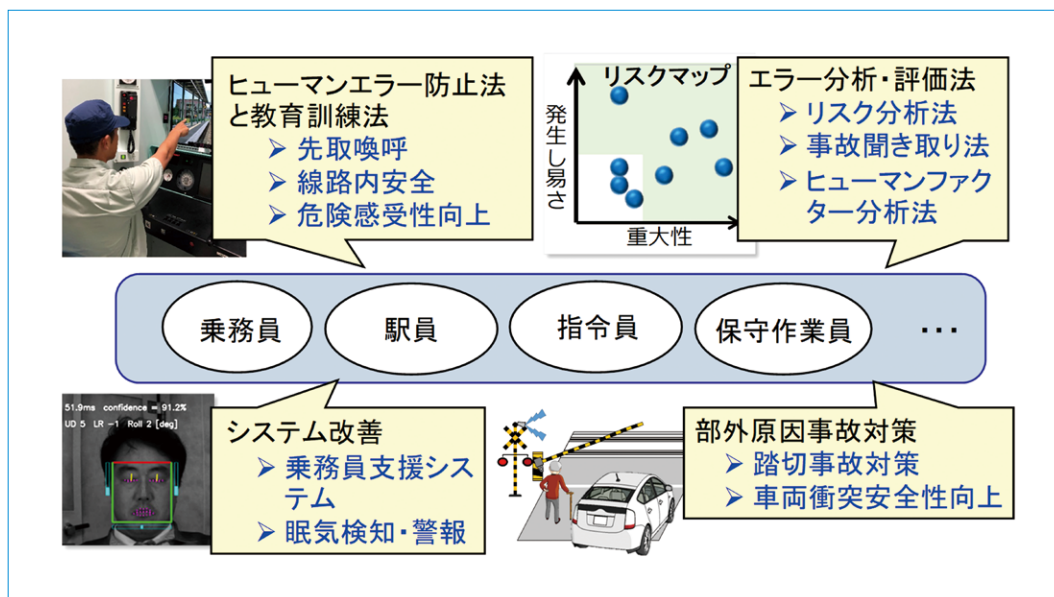 ヒューマンエラー防止法
と教育訓練法
➢ 先取喚呼
➢ 線路内安全
➢ 危険感受性向上
リスクマップ
発生し易さ
重大性
エラー分析・評価法
➢ リスク分析法
➢ 事故聞き取り法
➢ ヒューマンファク
ター分析法
乗務員
駅員
指令員
保守作業員
・・・
51.9ms confidence = 91.2%
UD 5 LR -1 Roll 2 [deg]
システム改善
➢ 乗務員支援シス
テム
➢ 眠気検知・警報
部外原因事故対策
➢ 踏切事故対策
➢ 車両衝突安全性向上